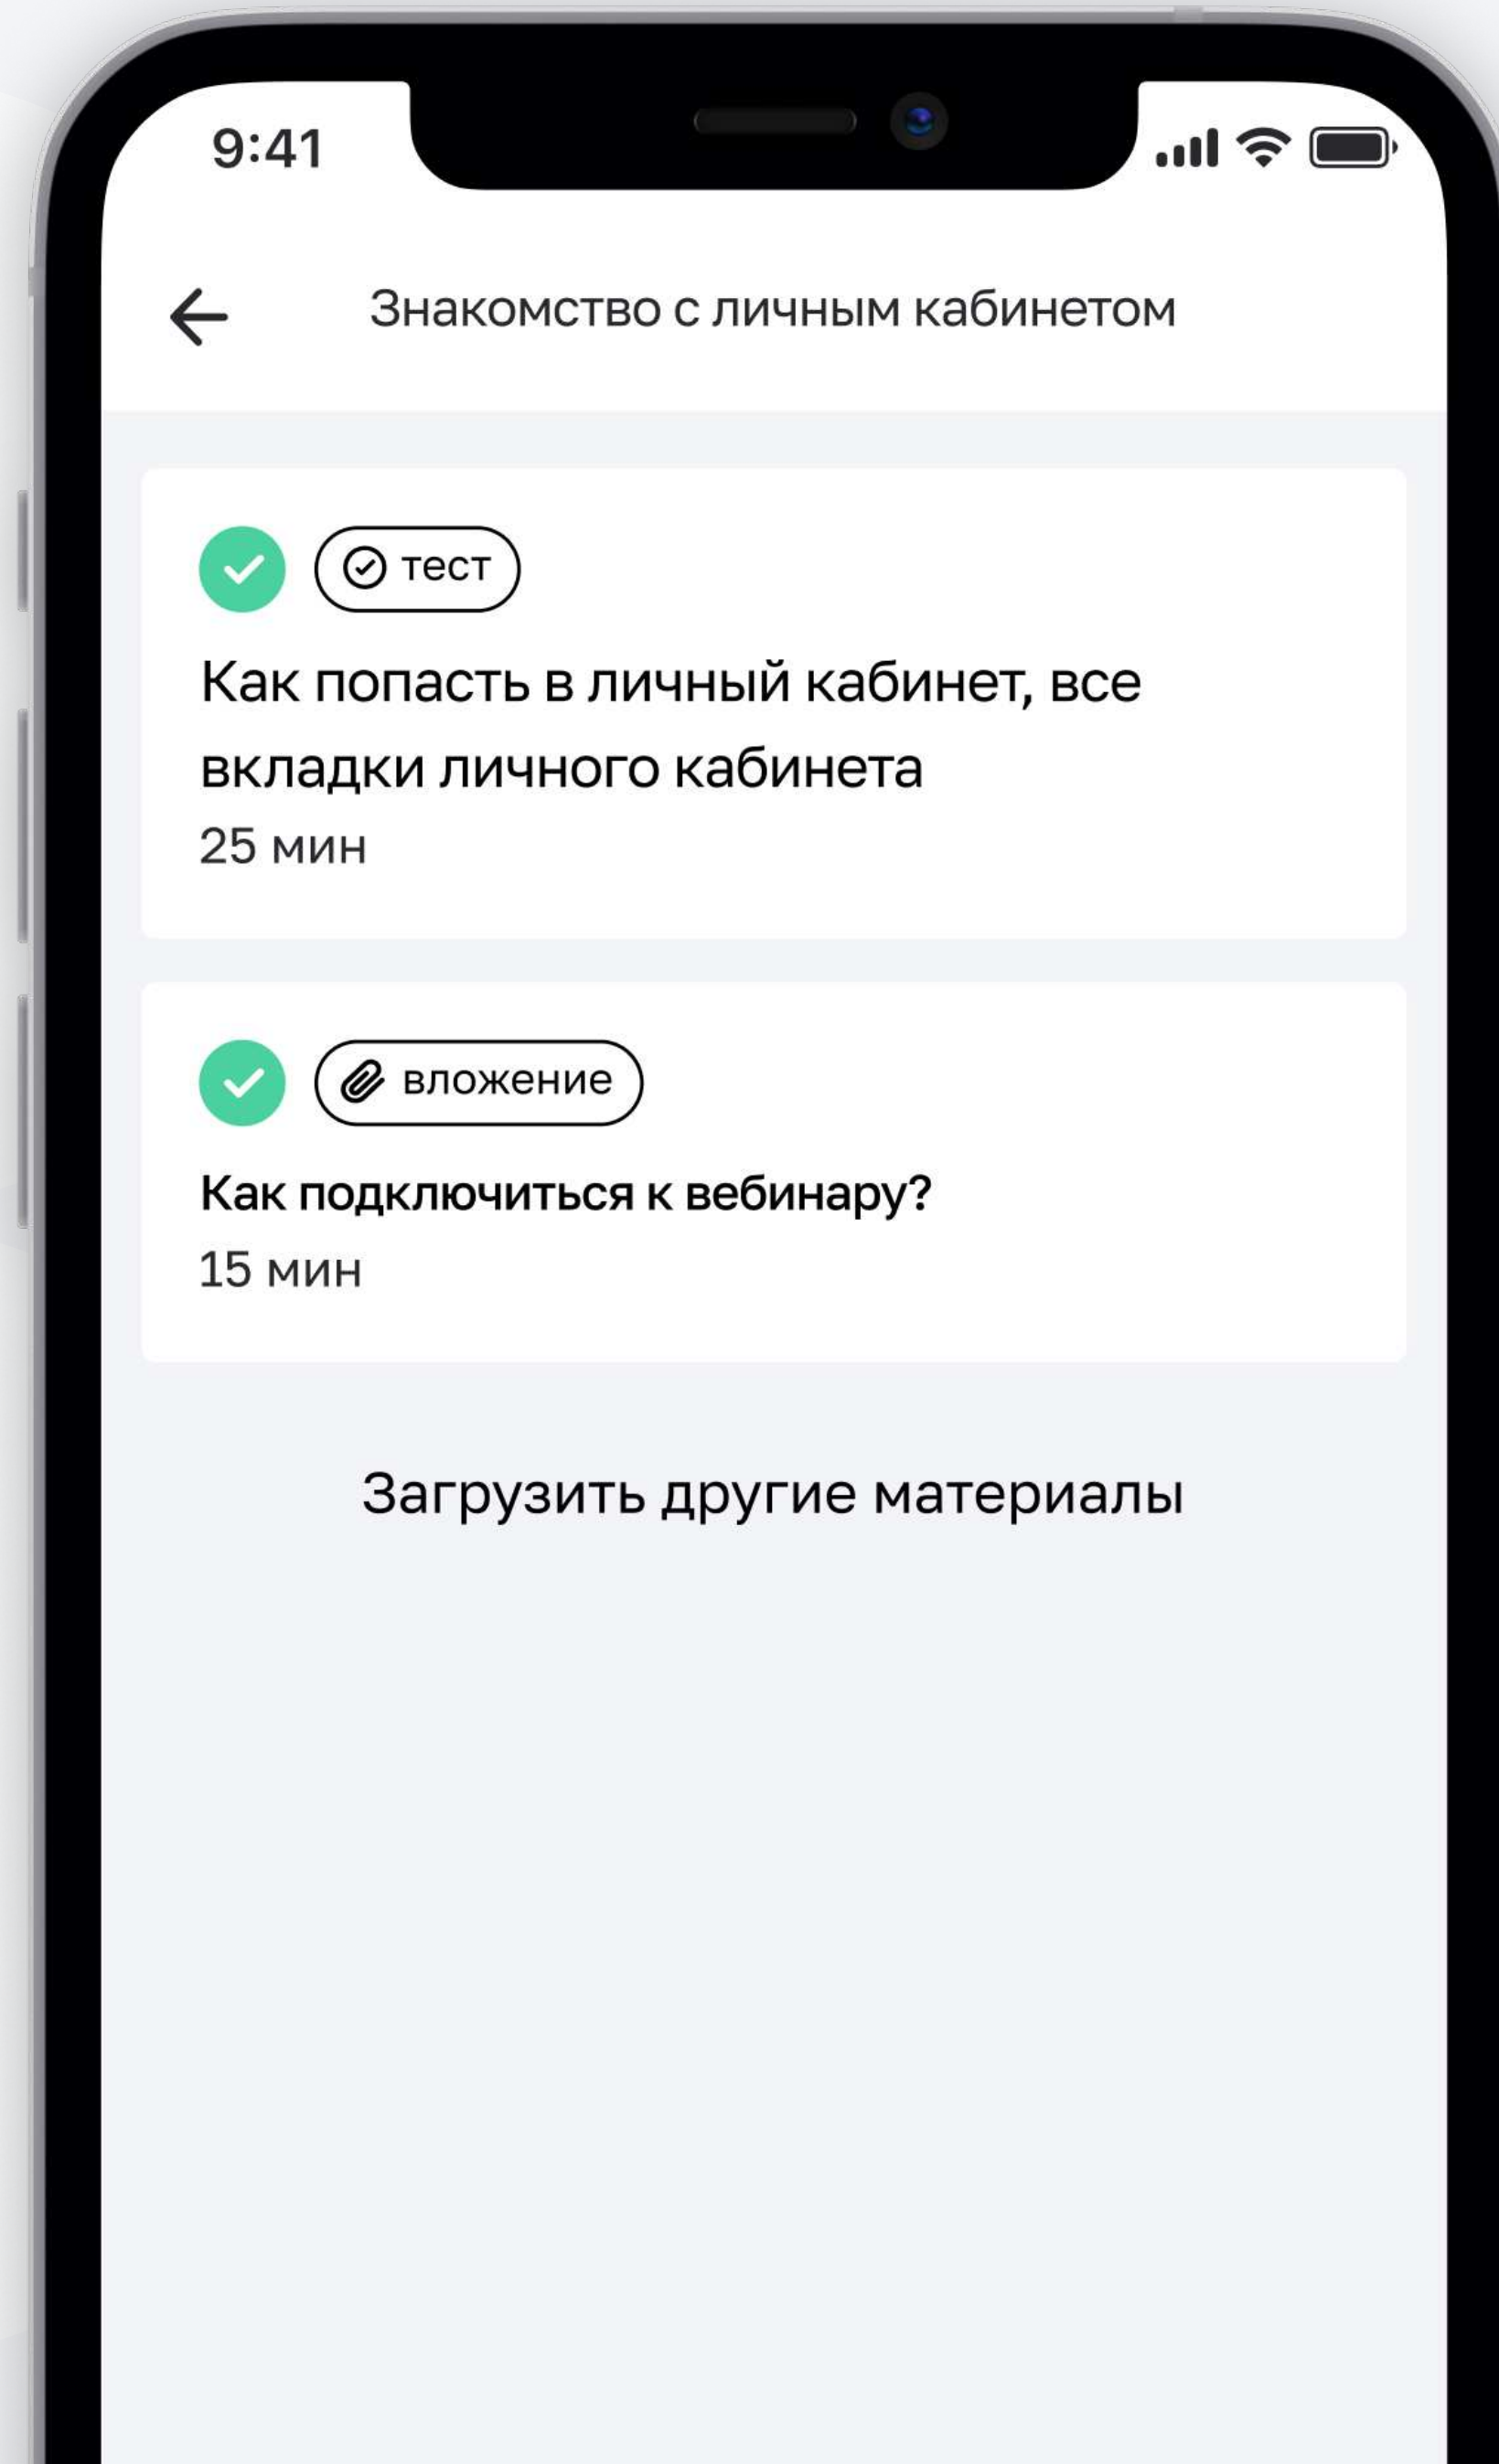 9:41
Знакомство с личным кабинетом
тест
Как попасть в личный кабинет, все
вкладки личного кабинета
25 мин
вложение
Как подключиться к вебинару?
15 мин
Загрузить другие материалы